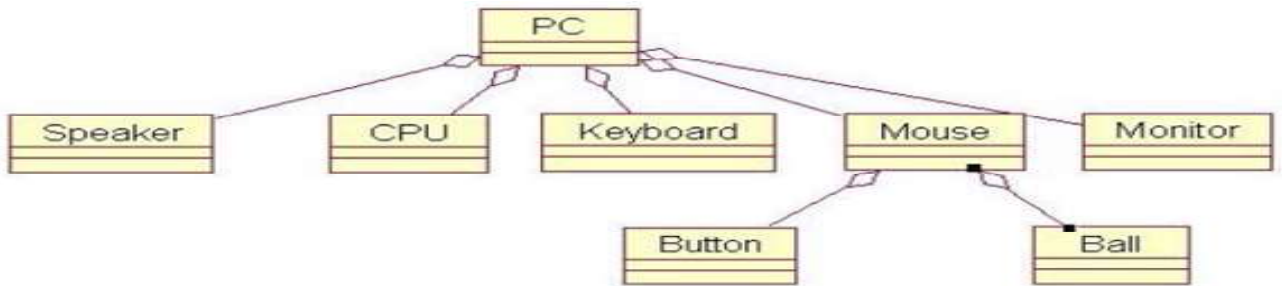 PC
Speaker
CPU
Keyboard
Mouse
Monitor
Button
Ball